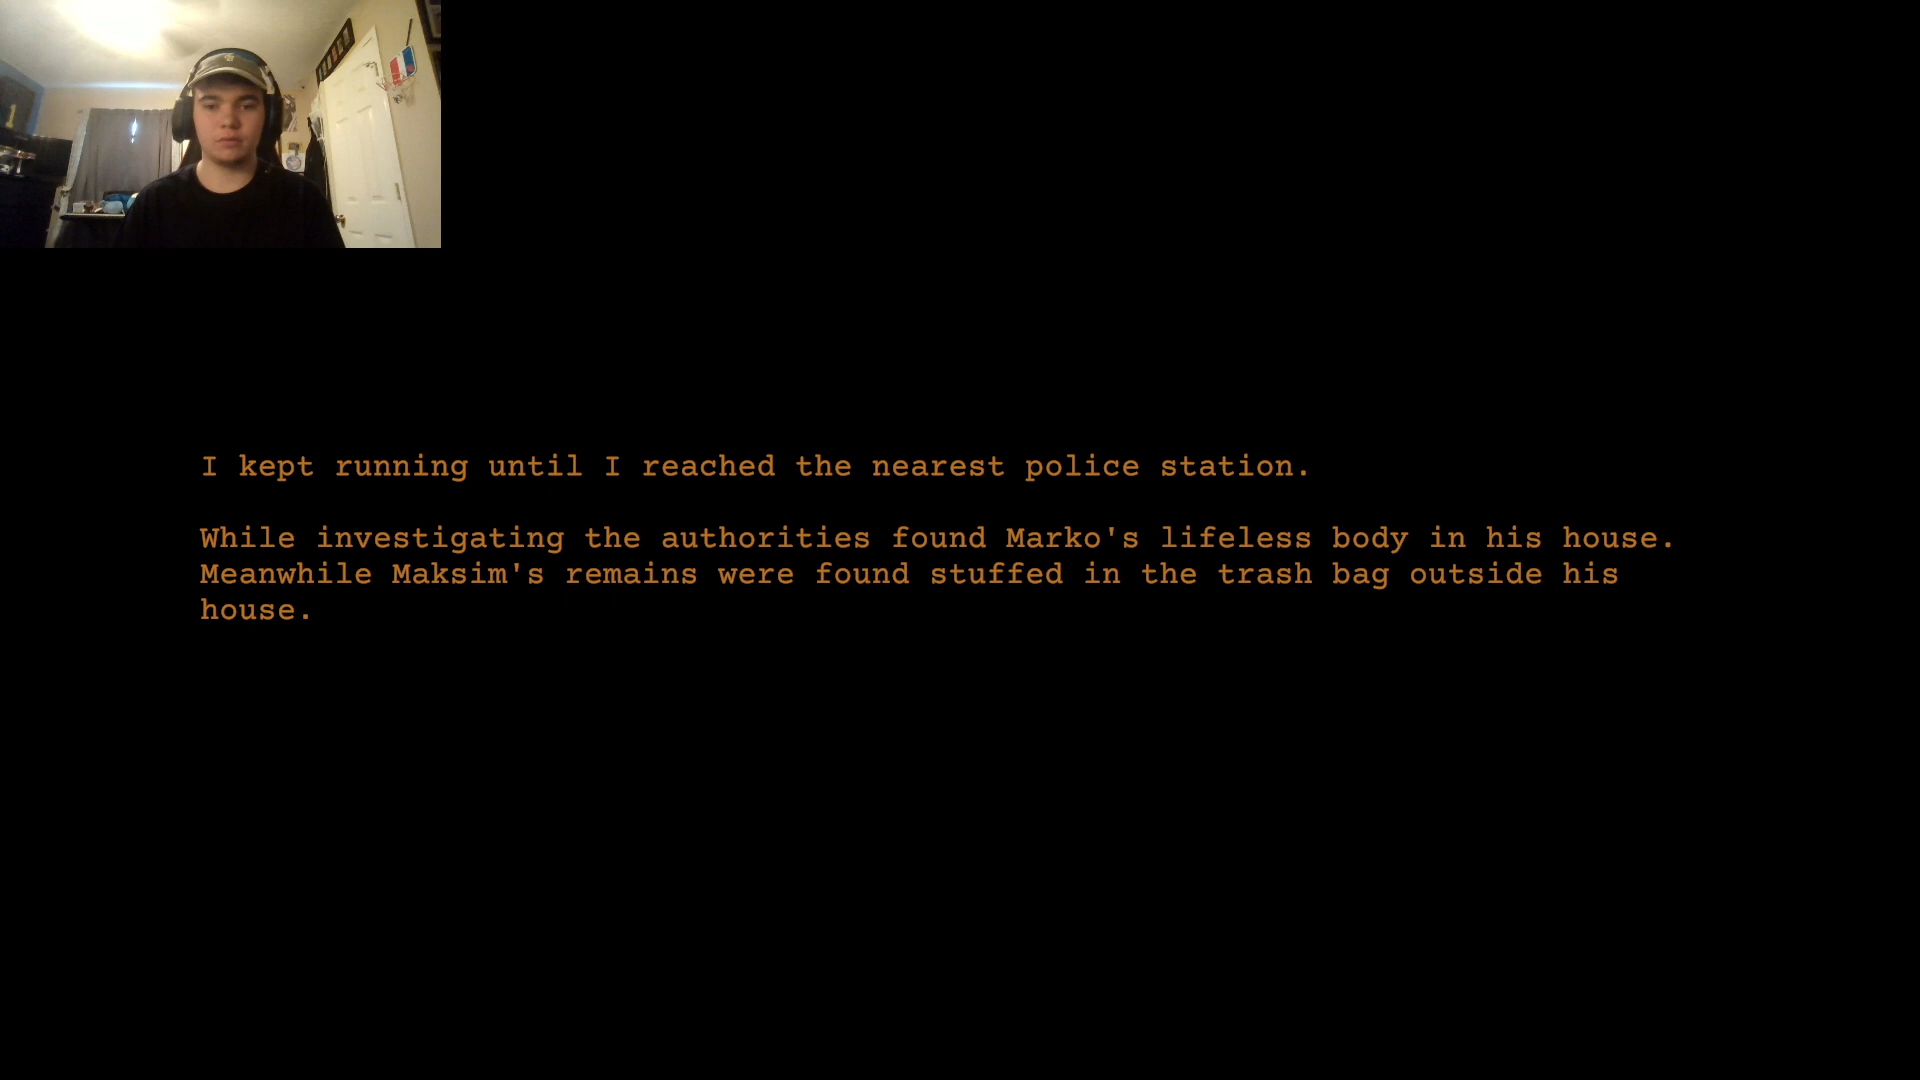 I kept running until I reached the nearest police station.
While investigating the authorities found Marko's lifeless body in his house.
Meanwhile Maksim's remains were found stuffed in the trash bag outside his
house.